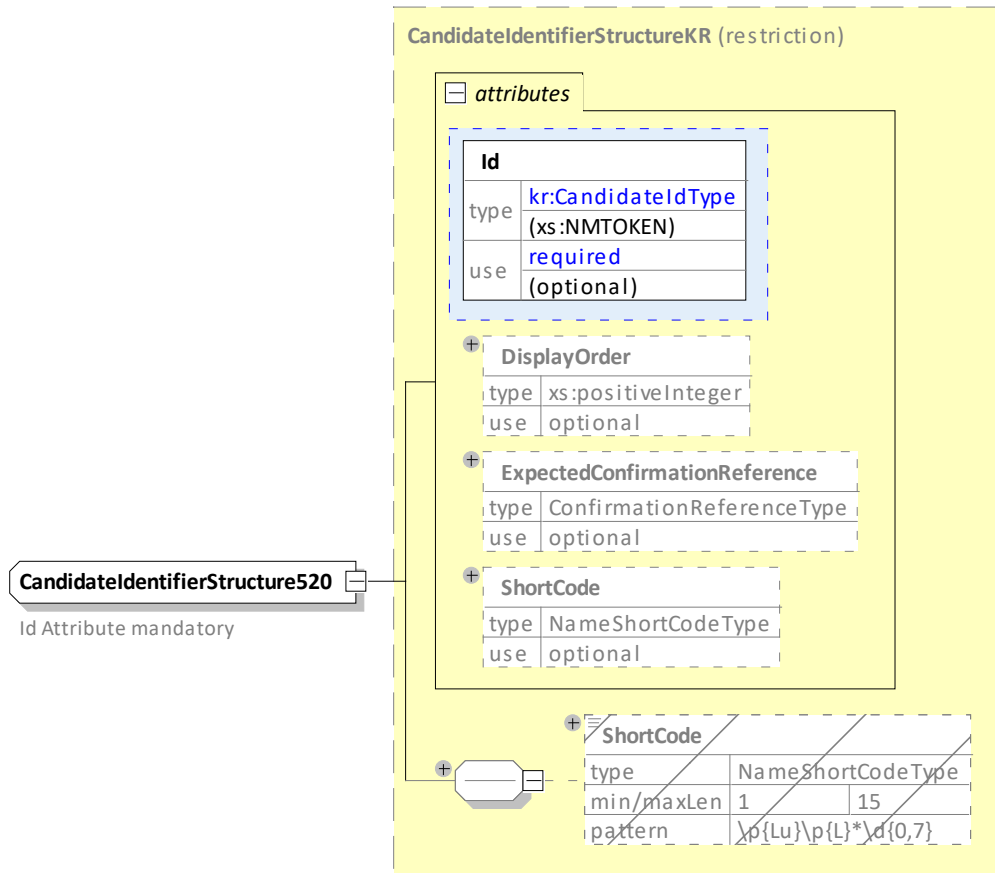 CandidateIdentifierStructureKR (restriction)
attributes
Id
type kr:CandidateIdType
(xs:NMTOKEN)
use required
(optional)
DisplayOrder
type xs:positiveInteger
use optional
ExpectedConfirmationReference
type ConfirmationReferenceType
use optional
CandidateIdentifierStructure520
Id Attribute mandatory
ShortCode
type NameShortCodeType
use optional
ShortCode
type NameShortCodeType
min/maxLen 1 15
pattern \p{Lu}\p{L}*\d{0,7}